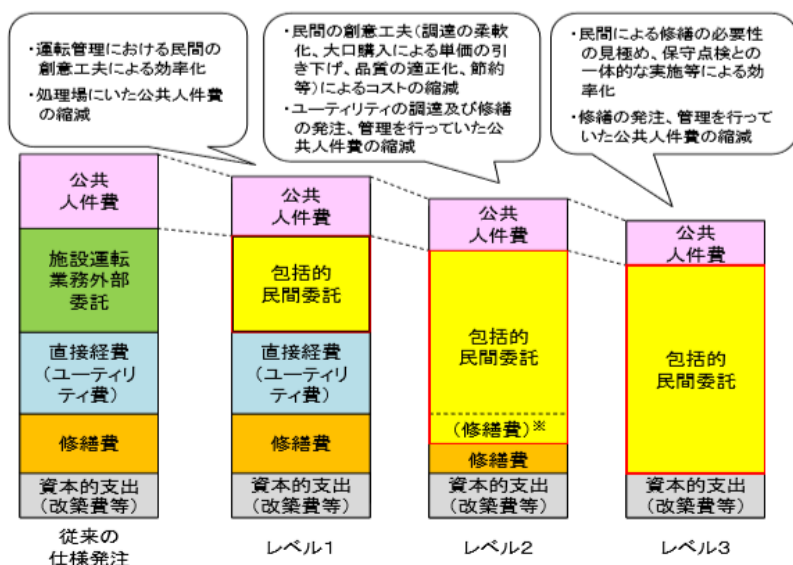 ・運転管理における民間の
創意工夫による効率化
・処理場にいた公共人件費
の縮減
・民間の創意工夫(調達の柔軟
化、大口購入による単価の引
き下げ、品質の適正化、節約
等)によるコストの縮減
・ユーティリティの調達及び修繕
の発注、管理を行っていた公
共人件費の縮減
・民間による修繕の必要性
の見極め、保守点検との
一体的な実施等による効
率化
・修繕の発注、管理を行って
いた公共人件費の縮減
公共
人件費
施設運転
業務外部
委託
直接経費
(ユーティリ
ティ費)
修繕費
資本的支出
(改築費等)
従来の
仕様発注
公共
人件費
包括的
民間委託
直接経費
(ユーティリ
ティ費)
修繕費
資本的支出
(改築費等)
レベル1
公共
人件費
包括的
民間委託
(修繕費)※
修繕費
資本的支出
(改築費等)
レベル2
公共
人件費
包括的
民間委託
資本的支出
(改築費等)
レベル3